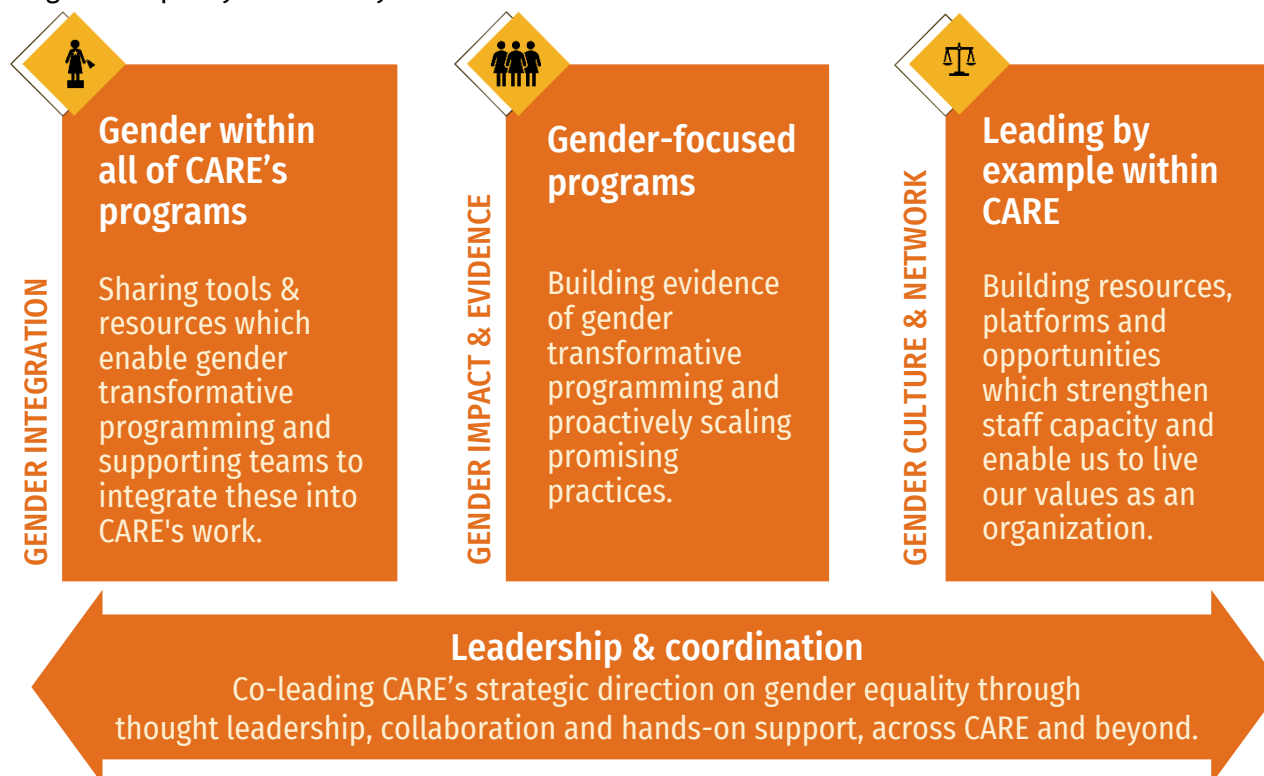 GENDER INTEGRATION
Gender within
all of CARE's
programs
Sharing tools &
resources which
enable gender
transformative
programming and
supporting teams to
integrate these into
CARE's work.
GENDER IMPACT & EVIDENCE
Gender-focused
programs
Building evidence
of gender
transformative
programming and
proactively scaling
promising
practices.
GENDER CULTURE & NETWORK
Leading by
example within
CARE
Building resources,
platforms and
opportunities
which strengthen
staff capacity and
enable us to live
our values as an
organization.
Leadership & coordination
Co-leading CARE's strategic direction on gender equality through
thought leadership, collaboration and hands-on support, across CARE and beyond.